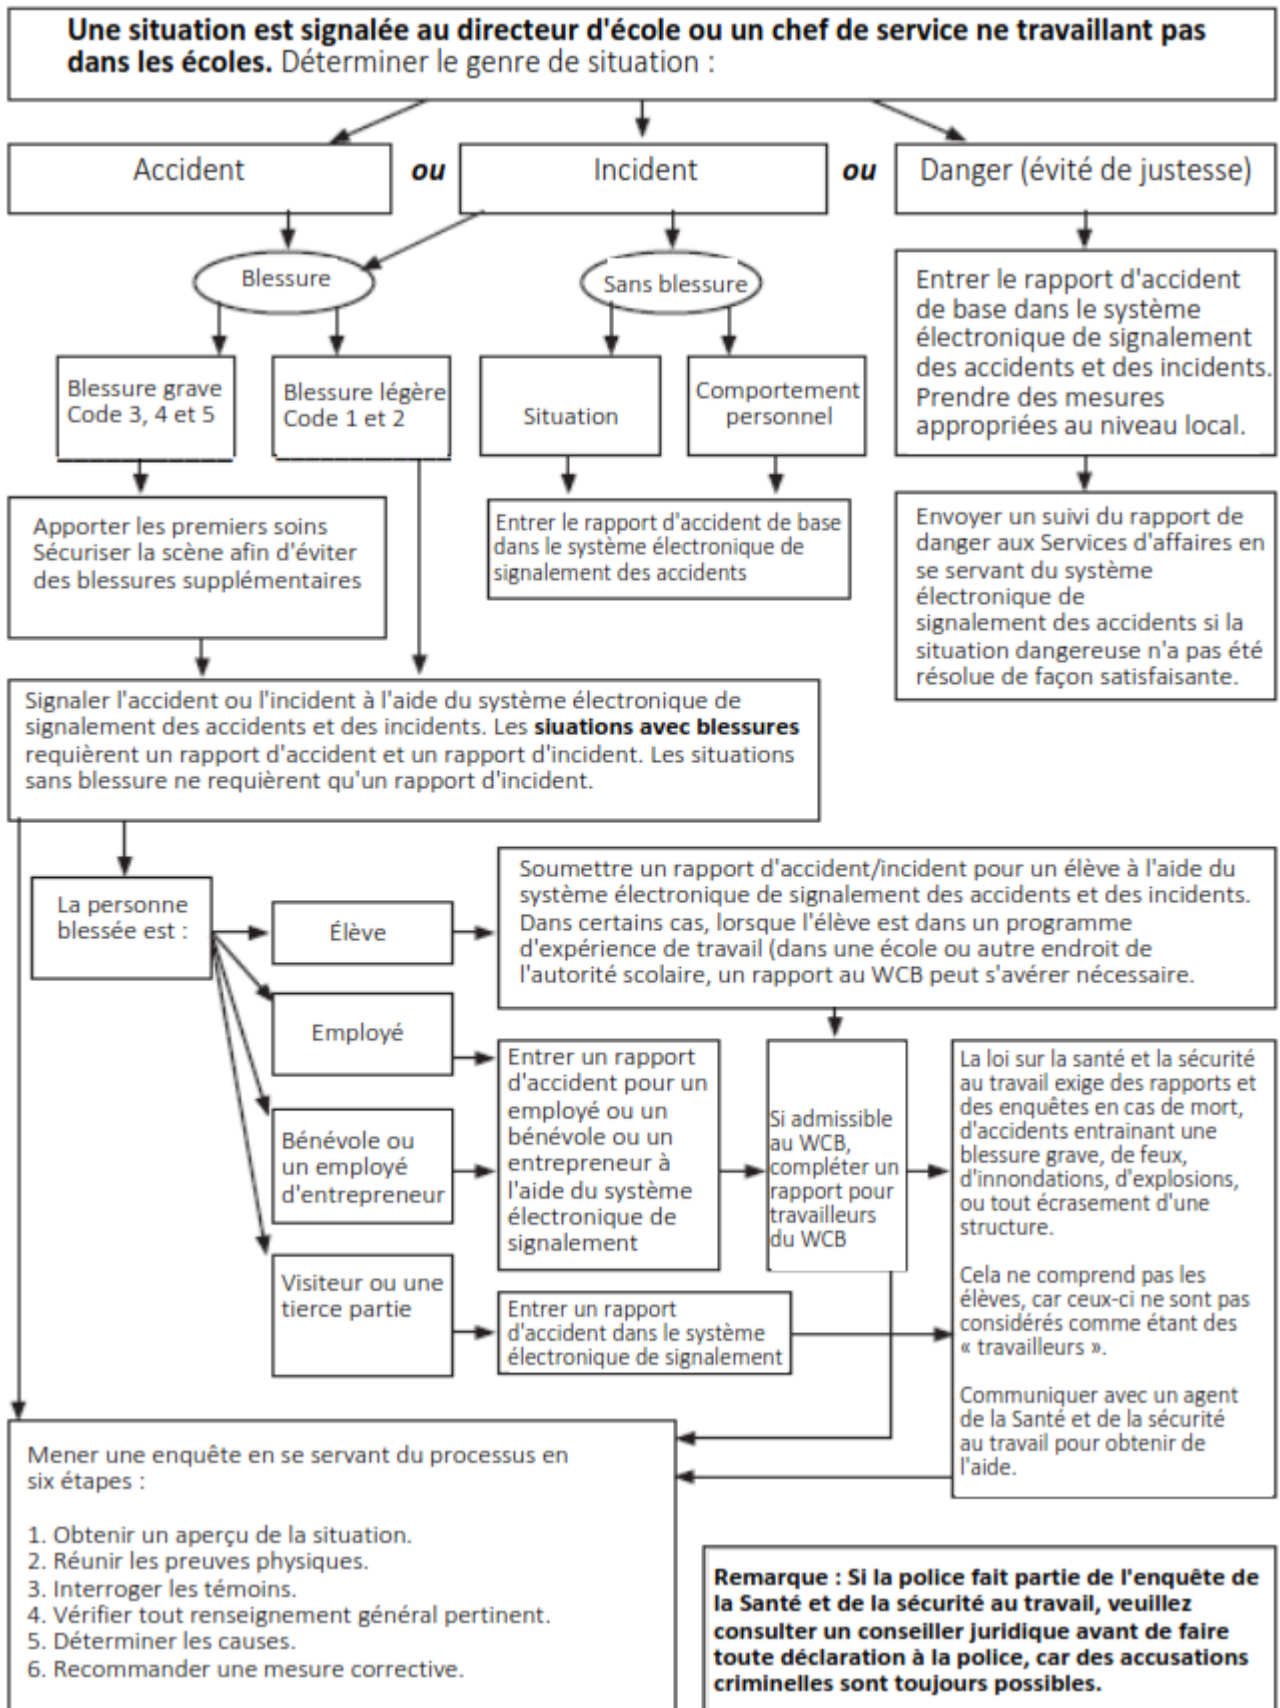 Une situation est signalée au directeur d'école ou un chef de service ne travaillant pas
dans les écoles. Déterminer le genre de situation :
Accident
ou
Incident
ou
Danger (évité de justesse)
Blessure
Sans blessure
Entrer le rapport d'accident
de base dans le système
électronique de signalement
des accidents et des incidents.
Prendre des mesures
appropriées au niveau local.
Blessure grave
Code 3, 4 et 5
Blessure légère
Code 1 et 2
Situation
Comportement
personnel
Apporter les premiers soins
Sécuriser la scène afin d'éviter
des blessures supplémentaires
Entrer le rapport d'accident de base
dans le système électronique de
signalement des accidents
Envoyer un suivi du rapport de
danger aux Services d'affaires en
se servant du système
électronique de
signalement des accidents si la
situation dangereuse n'a pas été
résolue de façon satisfaisante.
Signaler l'accident ou l'incident à l'aide du système électronique de
signalement des accidents et des incidents. Les siuations avec blessures
requièrent un rapport d'accident et un rapport d'incident. Les situations
sans blessure ne requièrent qu'un rapport d'incident.
La personne
blessée est :
Élève
Soumettre un rapport d'accident/incident pour un élève à l'aide du
système électronique de signalement des accidents et des incidents.
Dans certains cas, lorsque l'élève est dans un programme
d'expérience de travail (dans une école ou autre endroit de
l'autorité scolaire, un rapport au WCB peut s'avérer nécessaire.
Employé
Bénévole ou
un employé
d'entrepreneur
Visiteur ou une
tierce partie
Entrer un rapport
d'accident pour un
employé ou un
bénévole ou un
entrepreneur à
l'aide du système
électronique de
signalement
Si admissible
au WCB,
compléter un
rapport pour
travailleurs
du WCB
Entrer un rapport
d'accident dans le système
électronique de signalement
La loi sur la santé et la sécurité
au travail exige des rapports et
des enquêtes en cas de mort,
d'accidents entrainant une
blessure grave, de feux,
d'innondations, d'explosions,
ou tout écrasement d'une
structure.
Cela ne comprend pas les
élèves, car ceux-ci ne sont pas
considérés comme étant des
« travailleurs ».
Communiquer avec un agent
de la Santé et de la sécurité
au travail pour obtenir de
l'aide.
Mener une enquête en se servant du processus en
six étapes :
1. Obtenir un aperçu de la situation.
2. Réunir les preuves physiques.
3. Interroger les témoins.
4. Vérifier tout renseignement général pertinent.
5. Déterminer les causes.
6. Recommander une mesure corrective.
Remarque : Si la police fait partie de l'enquête de
la Santé et de la sécurité au travail, veuillez
consulter un conseiller juridique avant de faire
toute déclaration à la police, car des accusations
criminelles sont toujours possibles.